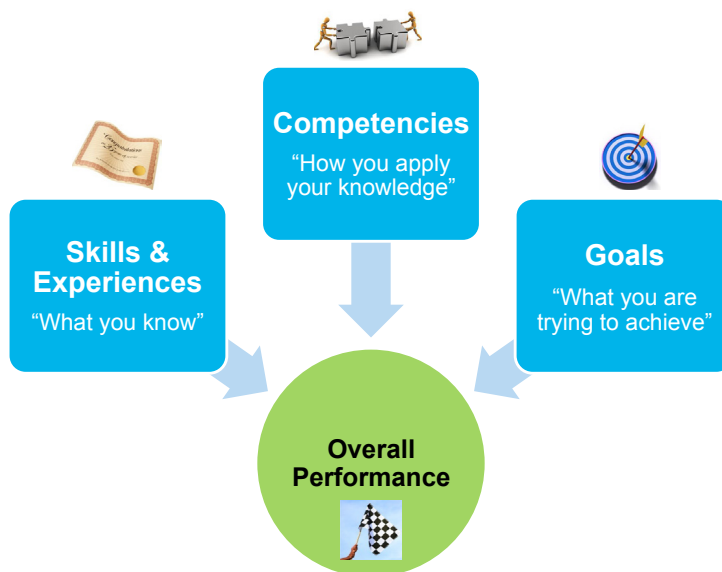 Competencies
“How you apply
your knowledge”
Skills &
Experiences
“What you know”
Goals
“What you are
trying to achieve”
Overall
Performance